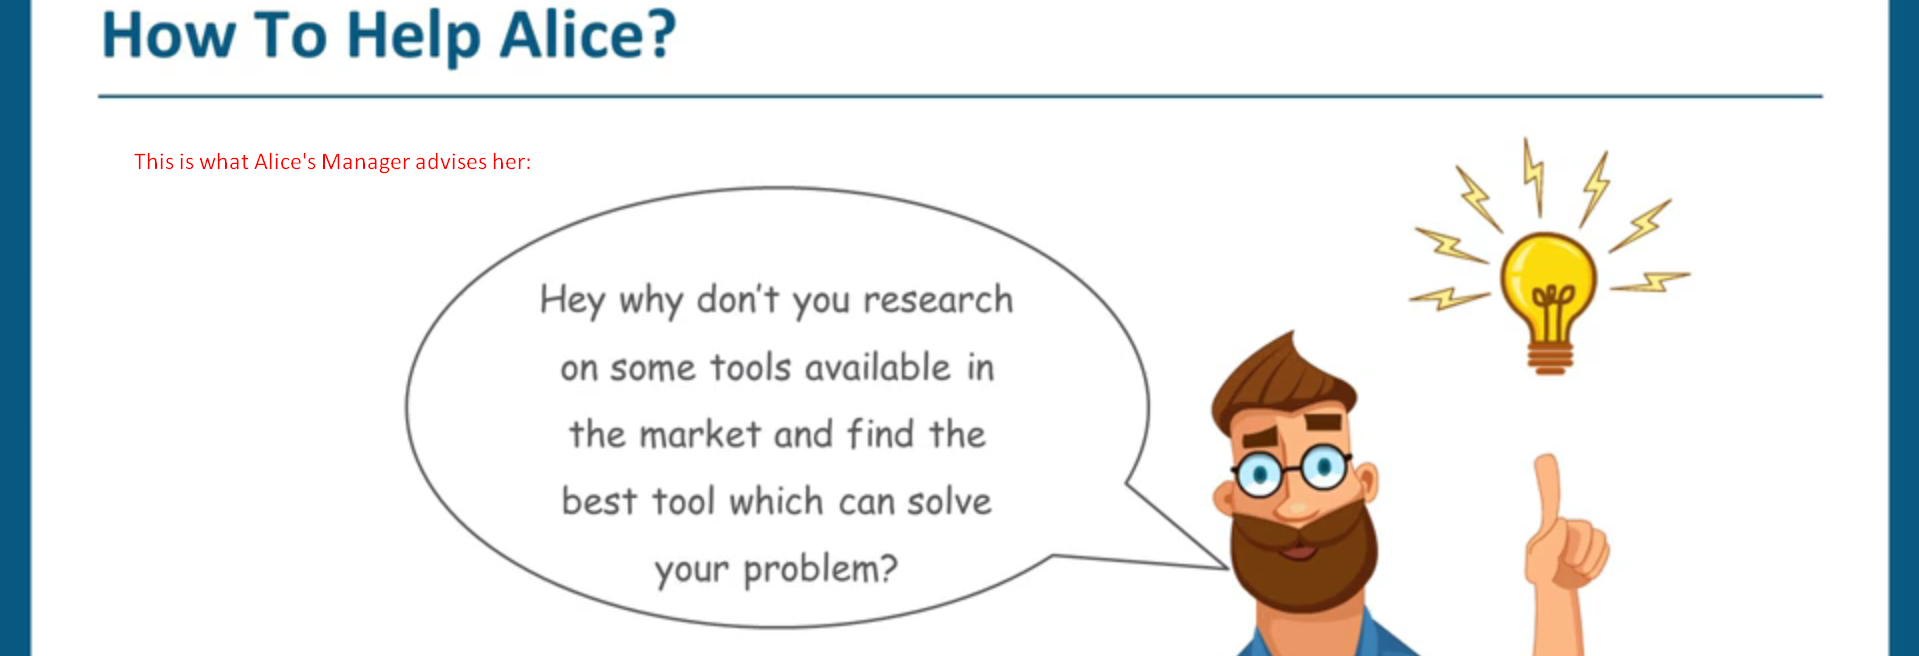 How To Help Alice?
This is what Alice's Manager advises her:
Hey why don't you research
on some tools available in
the market and find the
best tool which can solve
your problem?